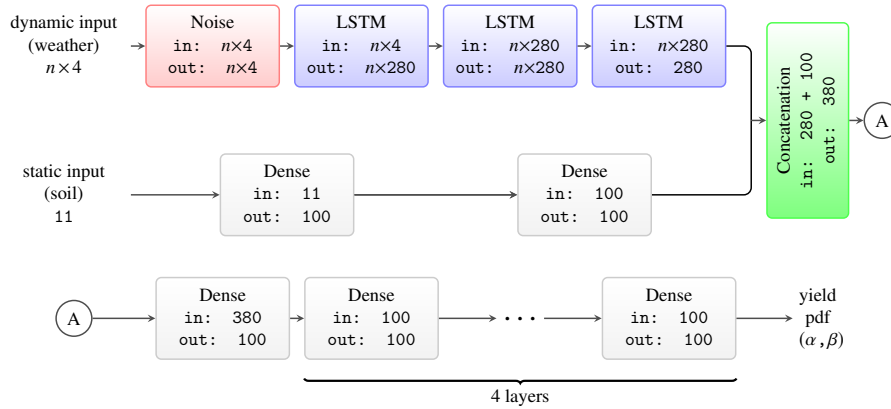 dynamic input
(weather)
n×4
Noise
in: n×4
out: n×4
LSTM
in: n×4
out: n×280
LSTM
in: n×280
out: n×280
LSTM
in: n×280
out: 280
Concatenation
in: 280 + 100
out: 380
A
static input
(soil)
11
Dense
in: 11
out: 100
Dense
in: 100
out: 100
A
Dense
in: 380
out: 100
Dense
in: 100
out: 100
· · ·
Dense
in: 100
out: 100
yield
pdf
(α,β)
4 layers